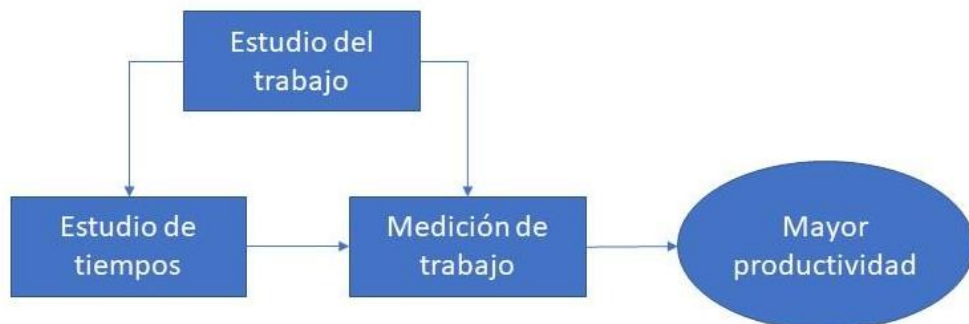 Estudio del
trabajo
Estudio de
tiempos
Medición de
trabajo
Mayor
productividad